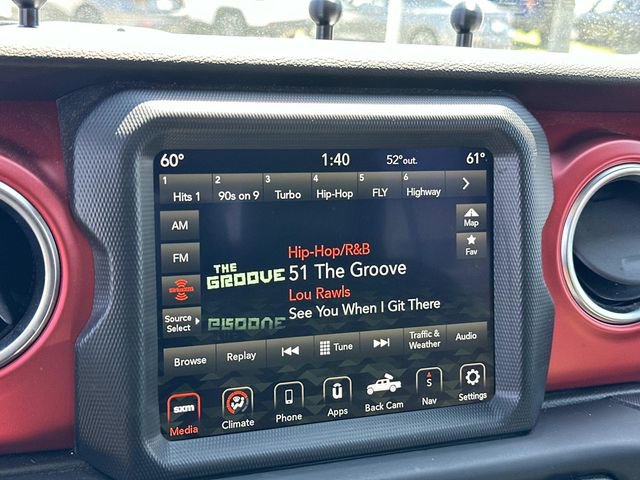 60° 1:40 52°out. 61°
1 2 3 4 5 6
Hits 1 90s on 9 Turbo Hip-Hop FLY Highway
AM
Map
FM
Hip-Hop/R&B
Fav
THE
GROOVE
51 The Groove
SiriusXM
Lou Rawls
Source
Select
See You When I Git There
Browse Replay Tune Traffic &
Weather Audio
sxm
Media Climate Phone Apps Back Cam S
Nav Settings